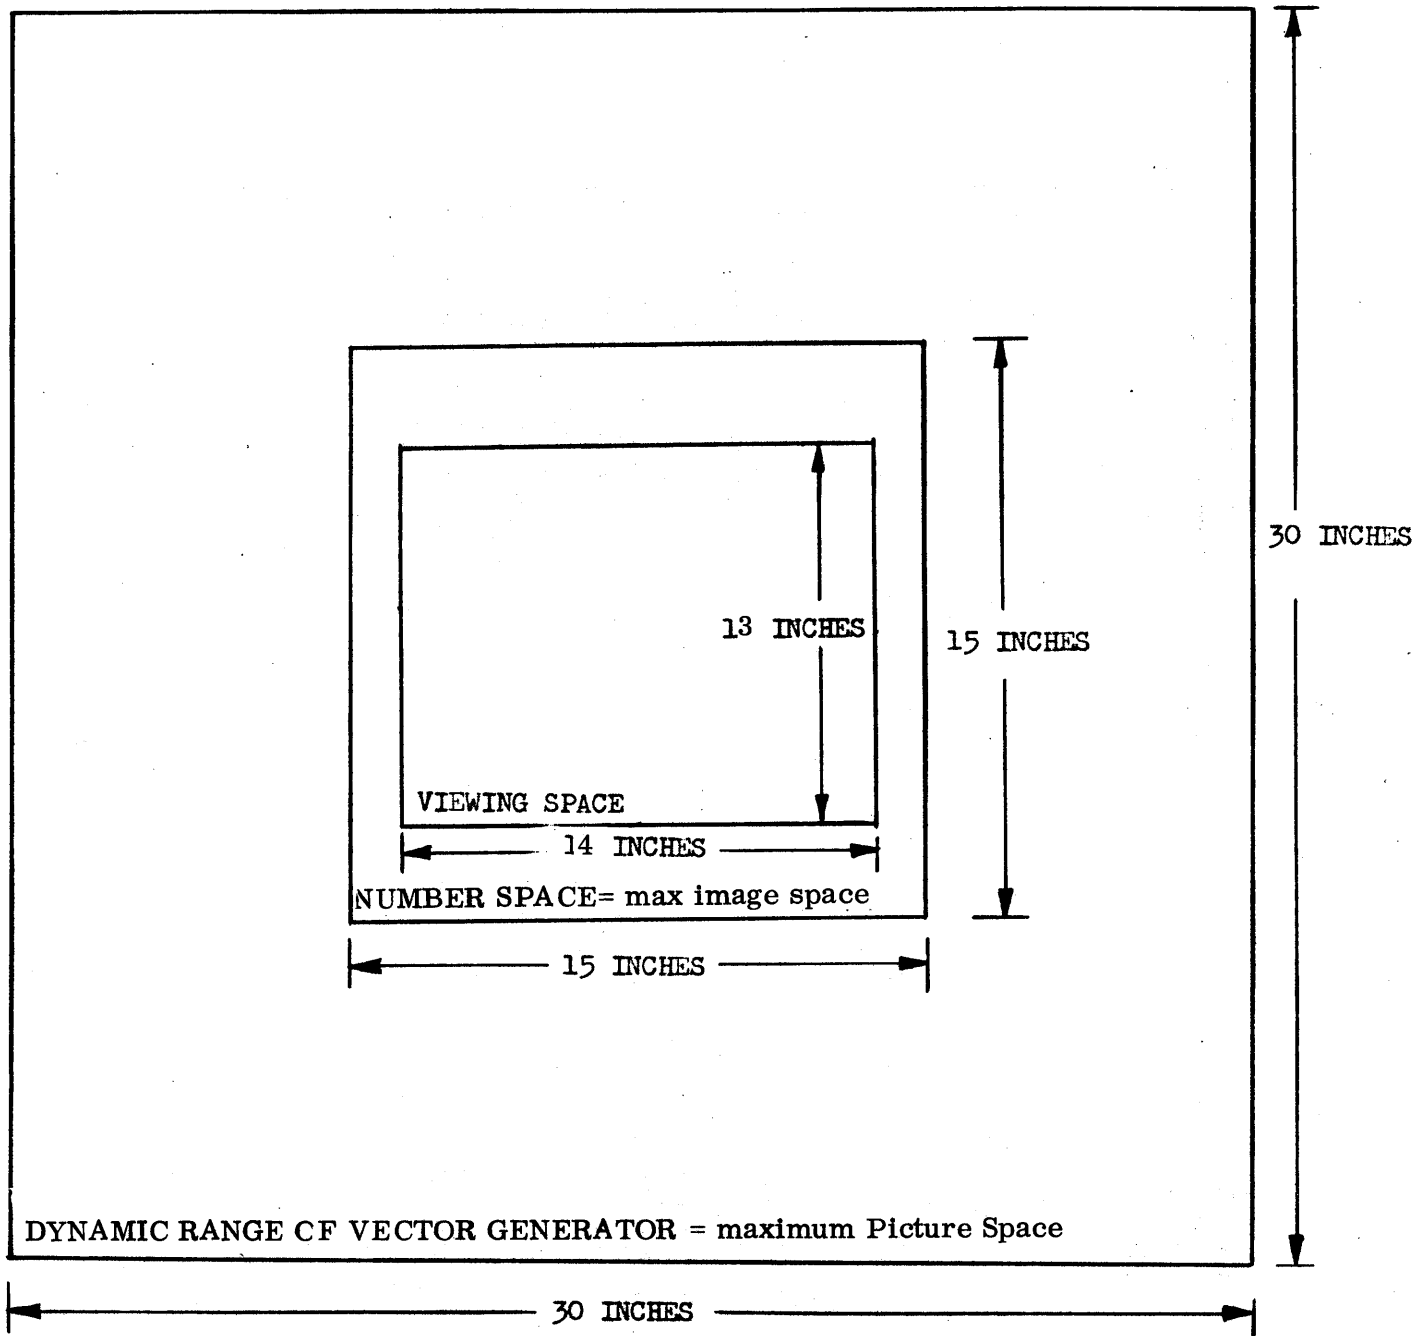 30 INCHES
13 INCHES
15 INCHES
VIEWING SPACE
14 INCHES
NUMBER SPACE= max image space
15 INCHES
DYNAMIC RANGE CF VECTOR GENERATOR = maximum Picture Space
30 INCHES